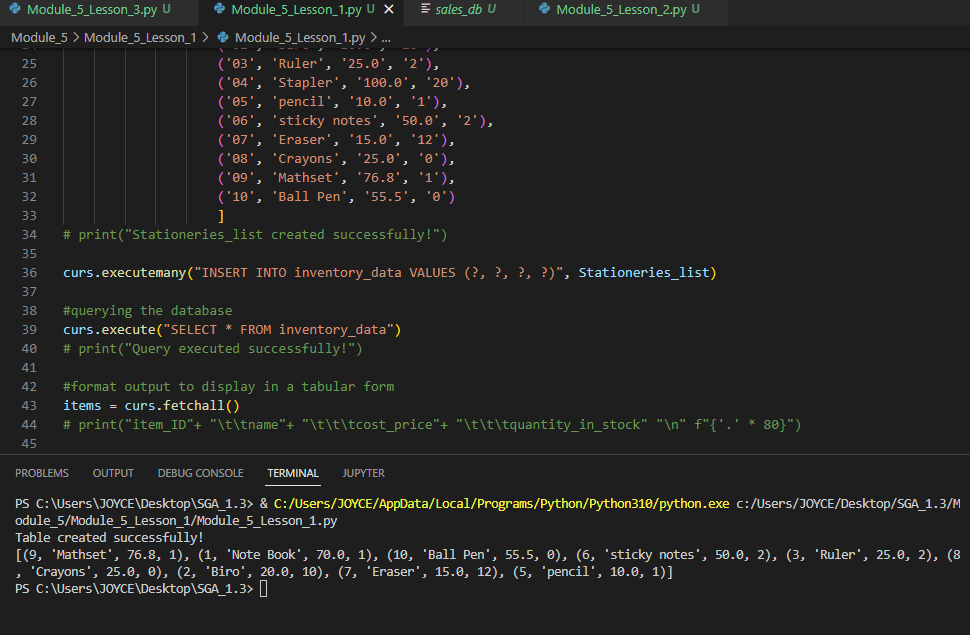 Module_5_Lesson_3.py U Module_5_Lesson_1.py U sales_db U Module_5_Lesson_2.py U
Module_5 > Module_5_Lesson_1 > Module_5_Lesson_1.py > ...
25 ('03', 'Ruler', '25.0', '2'),
26 ('04', 'Stapler', '100.0', '20'),
27 ('05', 'pencil', '10.0', '1'),
28 ('06', 'sticky notes', '50.0', '2'),
29 ('07', 'Eraser', '15.0', '12'),
30 ('08', 'Crayons', '25.0', '0'),
31 ('09', 'Mathset', '76.8', '1'),
32 ('10', 'Ball Pen', '55.5', '0')
33 ]
34 # print("Stationeries_list created successfully!")
35
36 curs.executemany("INSERT INTO inventory_data VALUES (?, ?, ?, ?)", Stationeries_list)
37
38 #querying the database
39 curs.execute("SELECT * FROM inventory_data")
40 # print("Query executed successfully!")
41
42 #format output to display in a tabular form
43 items = curs.fetchall()
44 # print("item_ID"+ "\t\tname"+ "\t\t\tcost_price"+ "\t\t\tquantity_in_stock" "\n" f"{'.' * 80}")
45
PROBLEMS OUTPUT DEBUG CONSOLE TERMINAL JUPYTER
PS C:\Users\JOYCE\Desktop\SGA_1.3> & C:/Users/JOYCE/AppData/Local/Programs/Python/Python310/python.exe c:/Users/JOYCE/Desktop/SGA_1.3/M
odule_5/Module_5_Lesson_1/Module_5_Lesson_1.py
Table created successfully!
[(9, 'Mathset', 76.8, 1), (1, 'Note Book', 70.0, 1), (10, 'Ball Pen', 55.5, 0), (6, 'sticky notes', 50.0, 2), (3, 'Ruler', 25.0, 2), (8
, 'Crayons', 25.0, 0), (2, 'Biro', 20.0, 10), (7, 'Eraser', 15.0, 12), (5, 'pencil', 10.0, 1)]
PS C:\Users\JOYCE\Desktop\SGA_1.3>